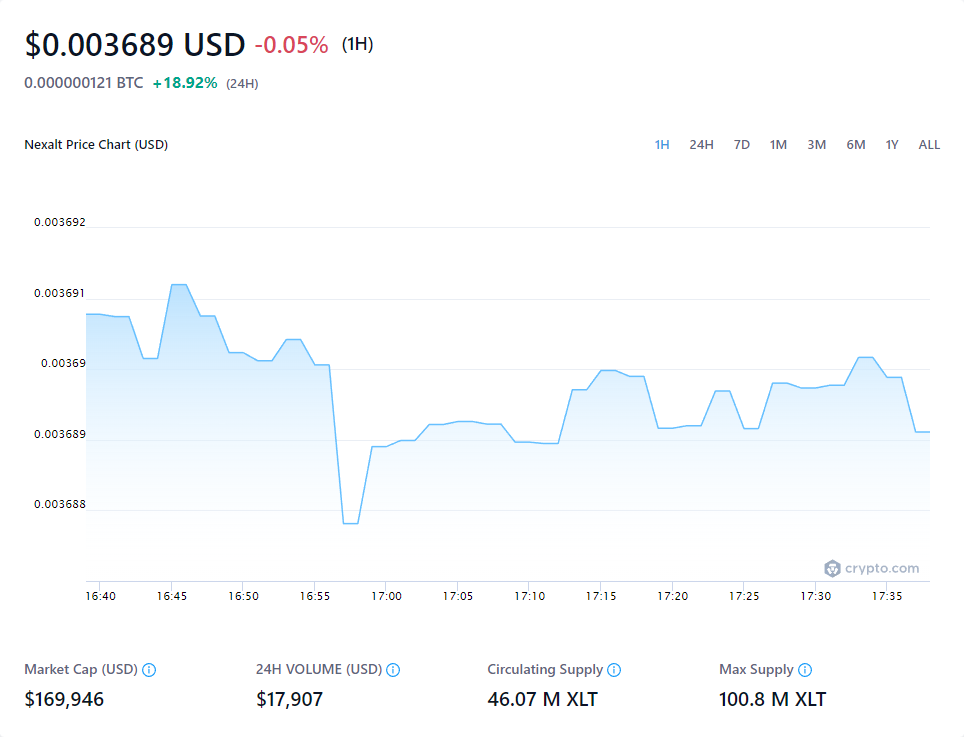 $0.003689 USD -0.05% (1H)
0.000000121 BTC +18.92% (24H)
Nexalt Price Chart (USD) 1H 24H 7D 1M 3M 6M 1Y ALL
0.003692
0.003691
0.00369
0.003689
0.003688
crypto.com
16:40 16:45 16:50 16:55 17:00 17:05 17:10 17:15 17:20 17:25 17:30 17:35
Market Cap (USD) 24H VOLUME (USD) Circulating Supply Max Supply
$169,946 $17,907 46.07 M XLT 100.8 M XLT